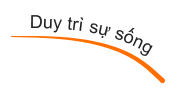 Duy trì sự sống